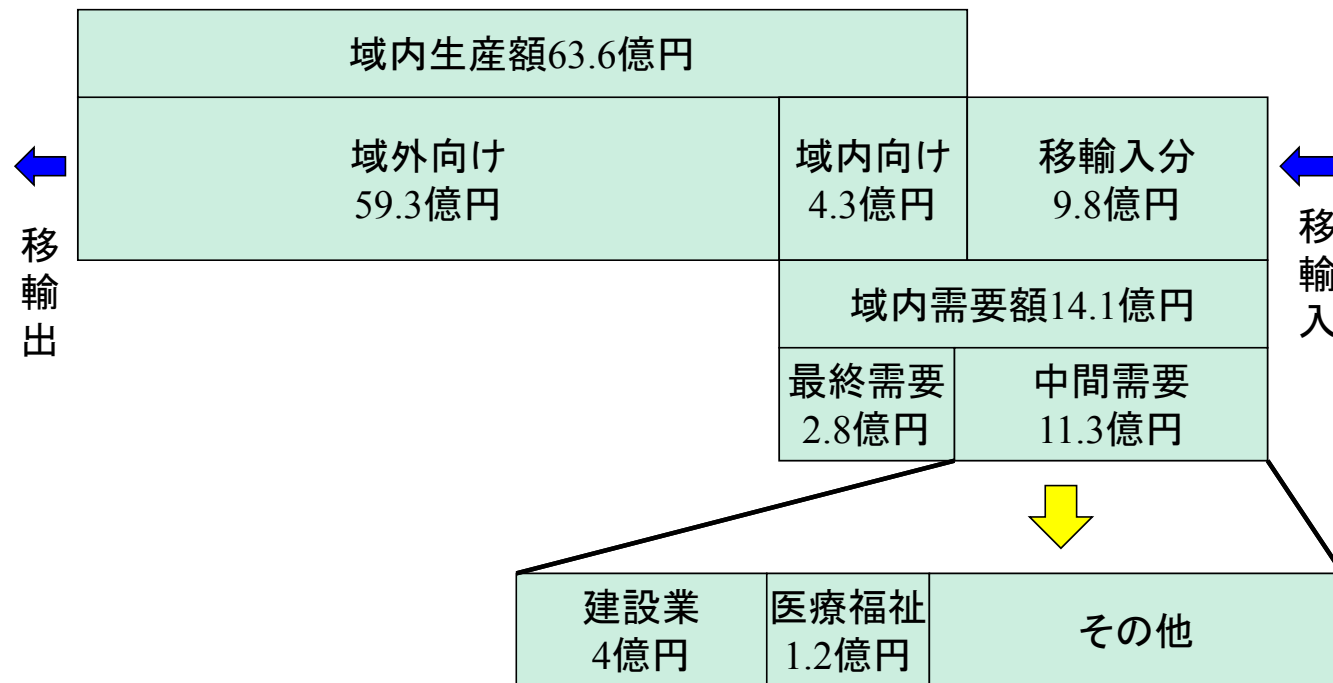 域内生産額63.6億円
域外向け
59.3億円
域内向け
4.3億円
移輸入分
9.8億円
移輸出
移輸入
域内需要額14.1億円
最終需要
2.8億円
中間需要
11.3億円
建設業
4億円
医療福祉
1.2億円
その他